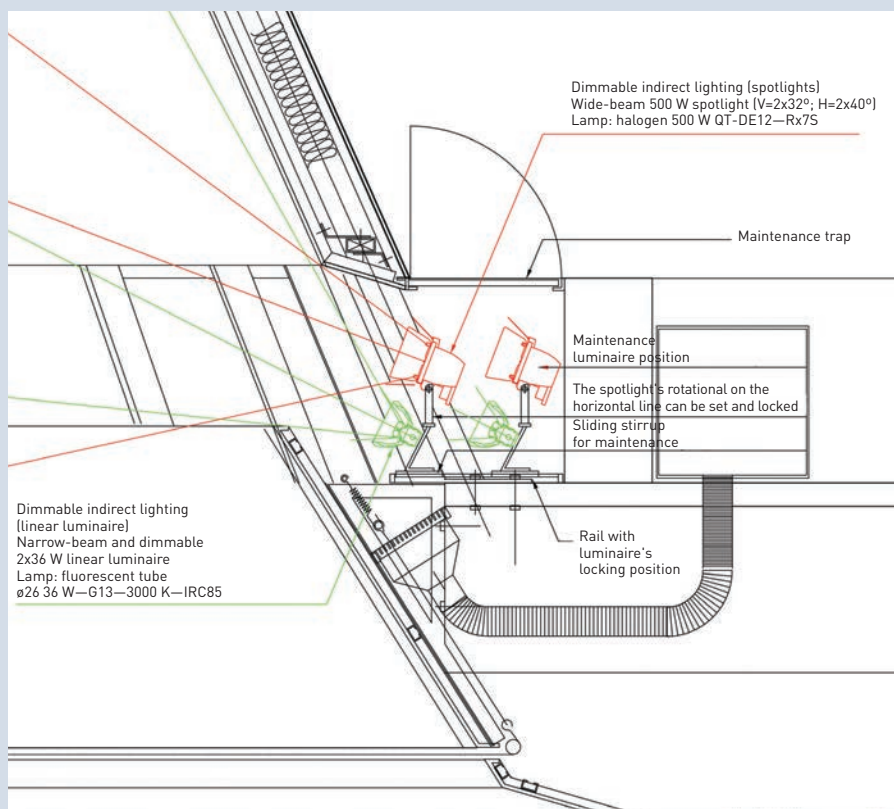 Dimmable indirect lighting (spotlights)
Wide-beam 500 W spotlight (V=2x32º; H=2x40º)
Lamp: halogen 500 W QT-DE12—Rx7S
Maintenance trap
Maintenance
luminaire position
The spotlight's rotational on the
horizontal line can be set and locked
Sliding stirrup
for maintenance
Rail with
luminaire's
locking position
Dimmable indirect lighting
(linear luminaire)
Narrow-beam and dimmable
2x36 W linear luminaire
Lamp: fluorescent tube
ø26 36 W—G13—3000 K—IRC85